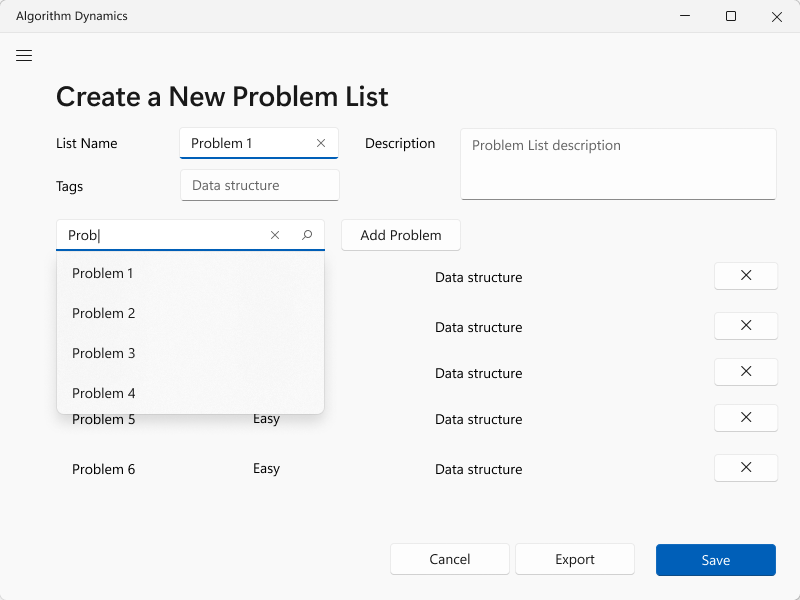 Algorithm Dynamics
Create a New Problem List
List Name
Problem 1
Description
Problem List description
Tags
Data structure
Prob
Add Problem
Problem 1
Data structure
Problem 2
Data structure
Problem 3
Data structure
Problem 4
Problem 5 Easy Data structure
Problem 6 Easy Data structure
Cancel Export Save